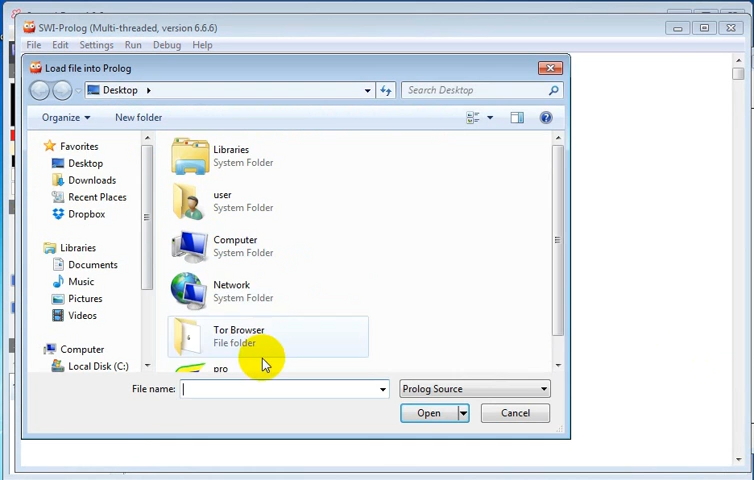 SWI-Prolog (Multi-threaded, version 6.6.6)
File Edit Settings Run Debug Help
Load file into Prolog
Desktop
Search Desktop
Organize New folder
Favorites
Desktop
Downloads
Recent Places
Dropbox
Libraries
Documents
Music
Pictures
Videos
Computer
Local Disk (C:)
Libraries
System Folder
user
System Folder
Computer
System Folder
Network
System Folder
Tor Browser
File folder
pro
File name:
Prolog Source
Open Cancel